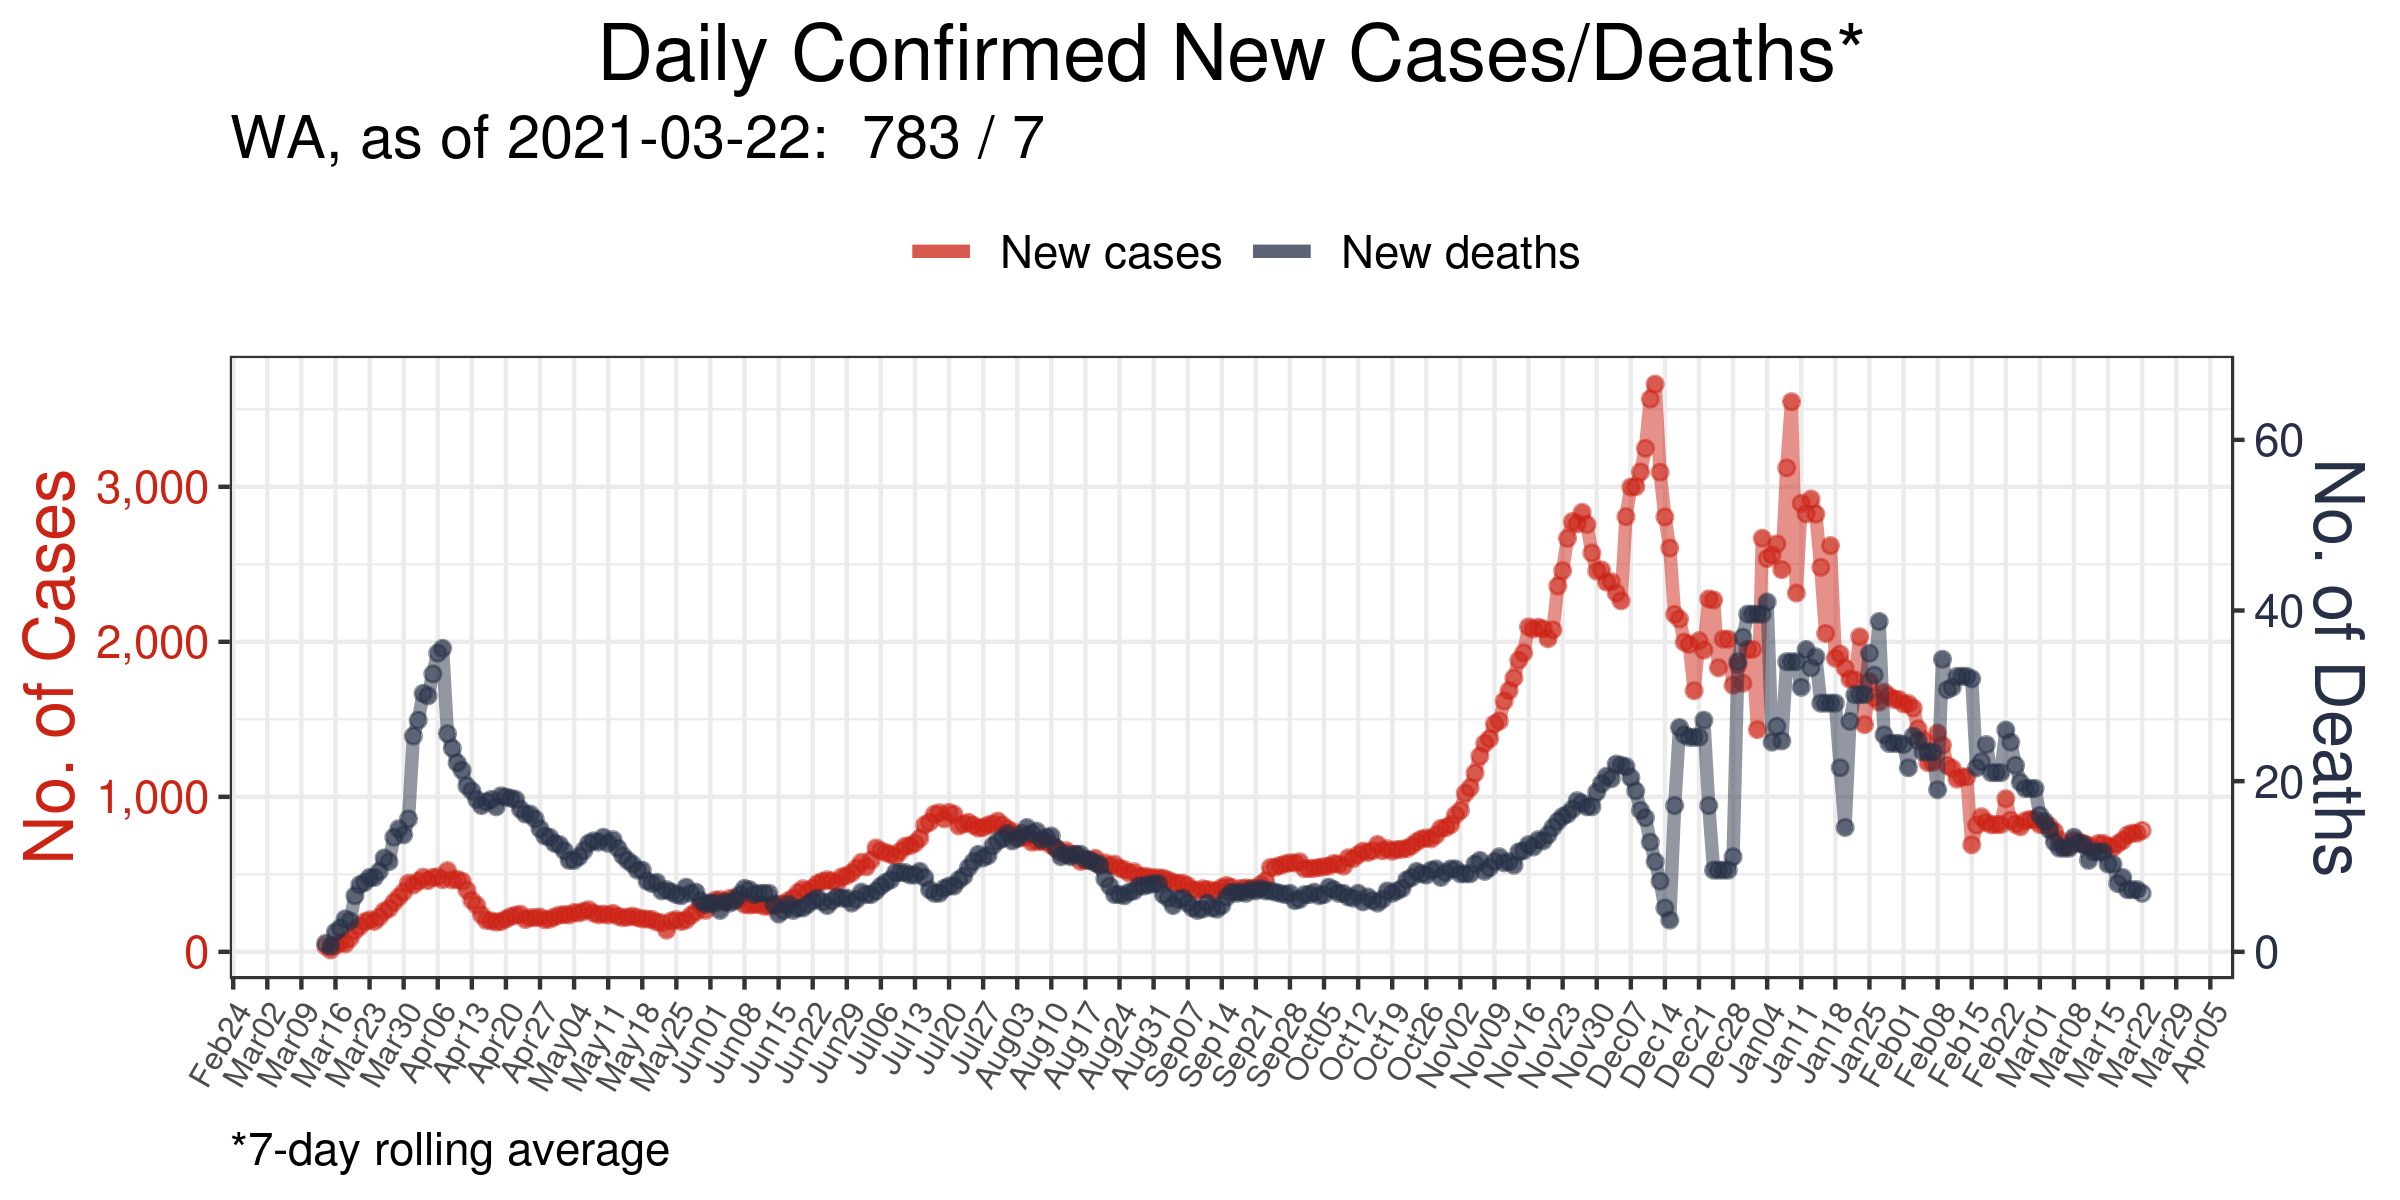 Daily Confirmed New Cases/Deaths*
WA, as of 2021-03-22:  783 / 7
New cases
New deaths
No. of Cases
3,000
2,000
1,000
0
60
40
20
0
No. of Deaths
Feb24
Mar02
Mar09
Mar16
Mar23
Mar30
Apr06
Apr13
Apr20
Apr27
May04
May11
May18
May25
Jun01
Jun08
Jun15
Jun22
Jun29
Jul06
Jul13
Jul20
Jul27
Aug03
Aug10
Aug17
Aug24
Aug31
Sep07
Sep14
Sep21
Sep28
Oct05
Oct12
Oct19
Oct26
Nov02
Nov09
Nov16
Nov23
Nov30
Dec07
Dec14
Dec21
Dec28
Jan04
Jan11
Jan18
Jan25
Feb01
Feb08
Feb15
Feb22
Mar01
Mar08
Mar15
Mar22
Mar29
Apr05
*7-day rolling average